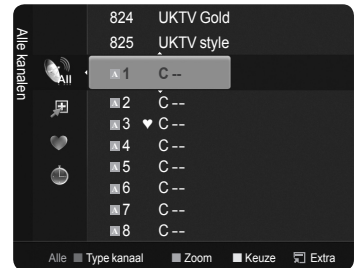 Alle kanalen
824 UKTV Gold
825 UKTV style
All
A 1 C --
A 2 C --
A 3 ♥ C --
A 4 C --
A 5 C --
A 6 C --
A 7 C --
A 8 C --
Alle Type kanaal Zoom Keuze Extra